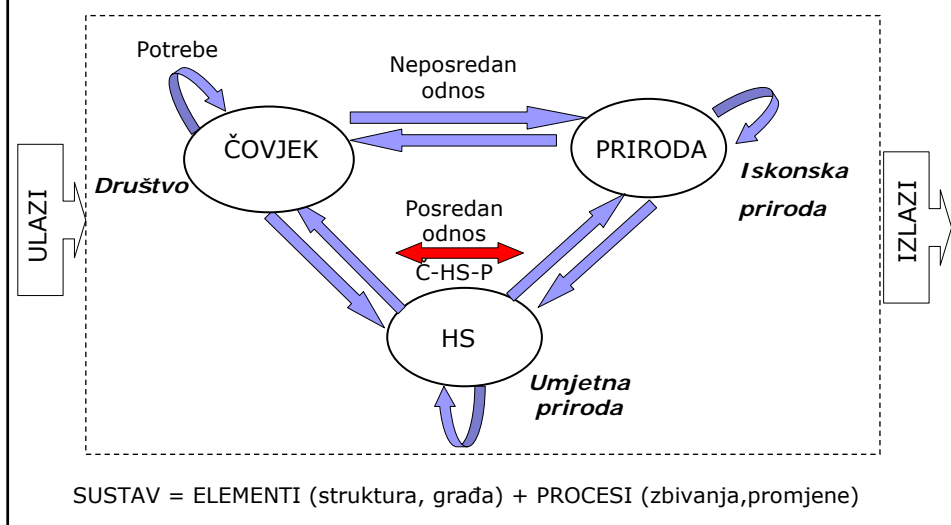 Potrebe
Neposredan
odnos
ČOVJEK
PRIRODA
ULAZI
Društvo
Iskonska
priroda
IZLAZI
Posredan
odnos
Č-HS-P
HS
Umjetna
priroda
SUSTAV = ELEMENTI (struktura, građa) + PROCESI (zbivanja,promjene)